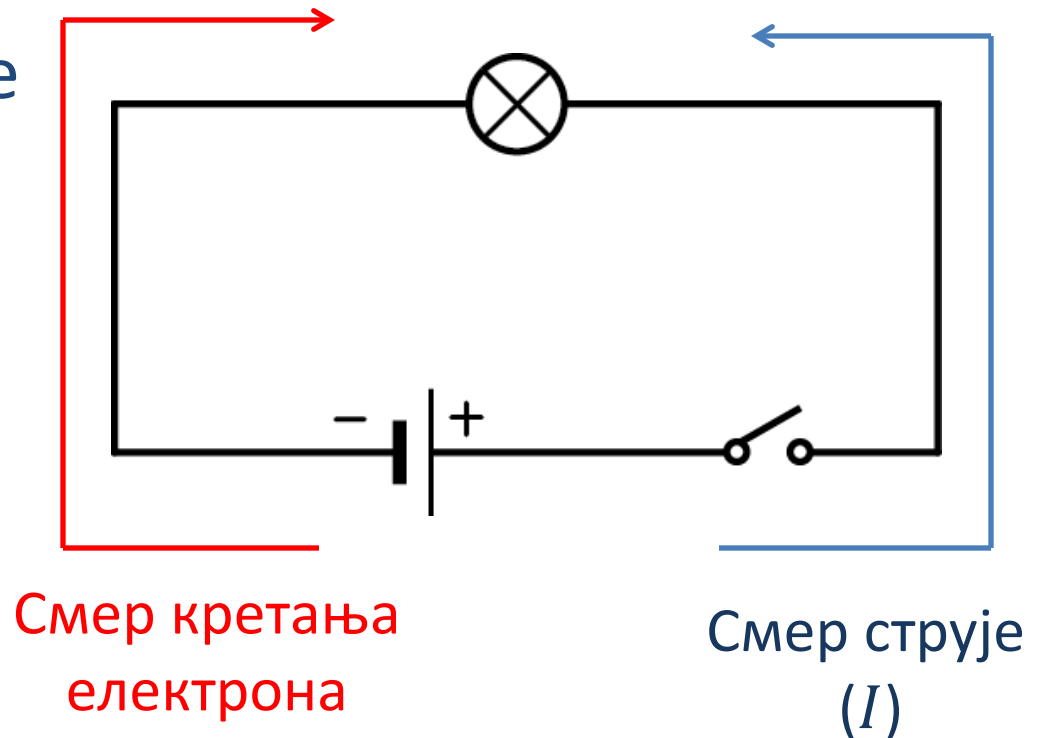 е
− +
Смер кретања
електрона
Смер струје
(I)